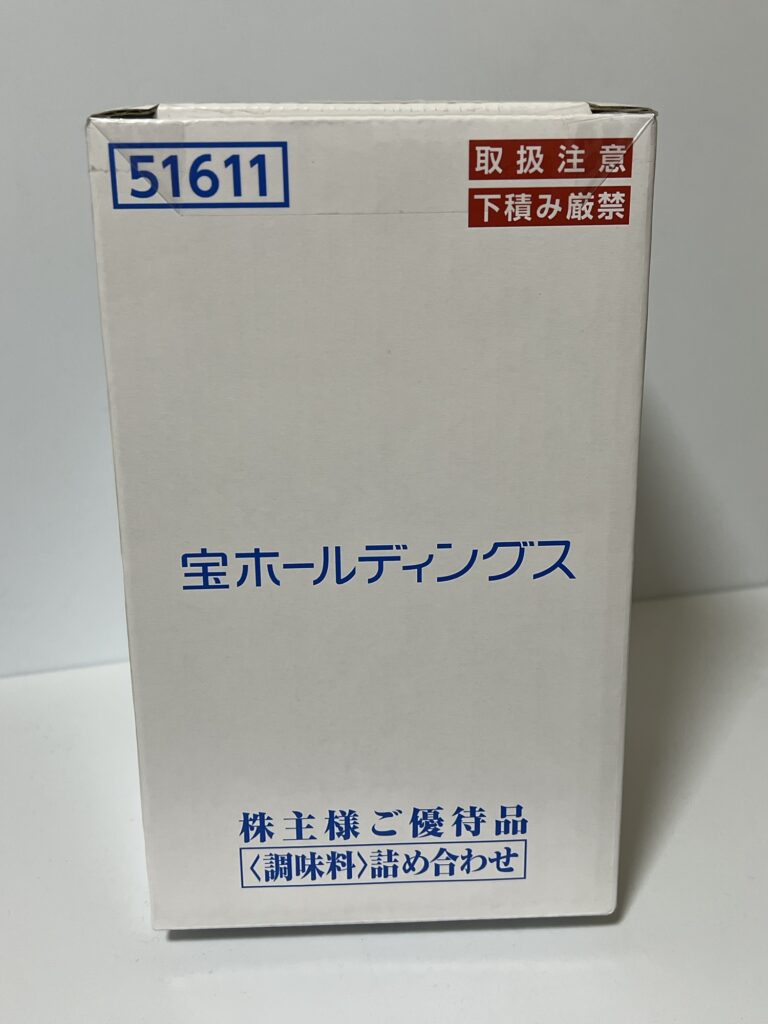 51611
取扱注意
下積み厳禁
宝ホールディングス
株主様ご優待品
〈調味料〉詰め合わせ